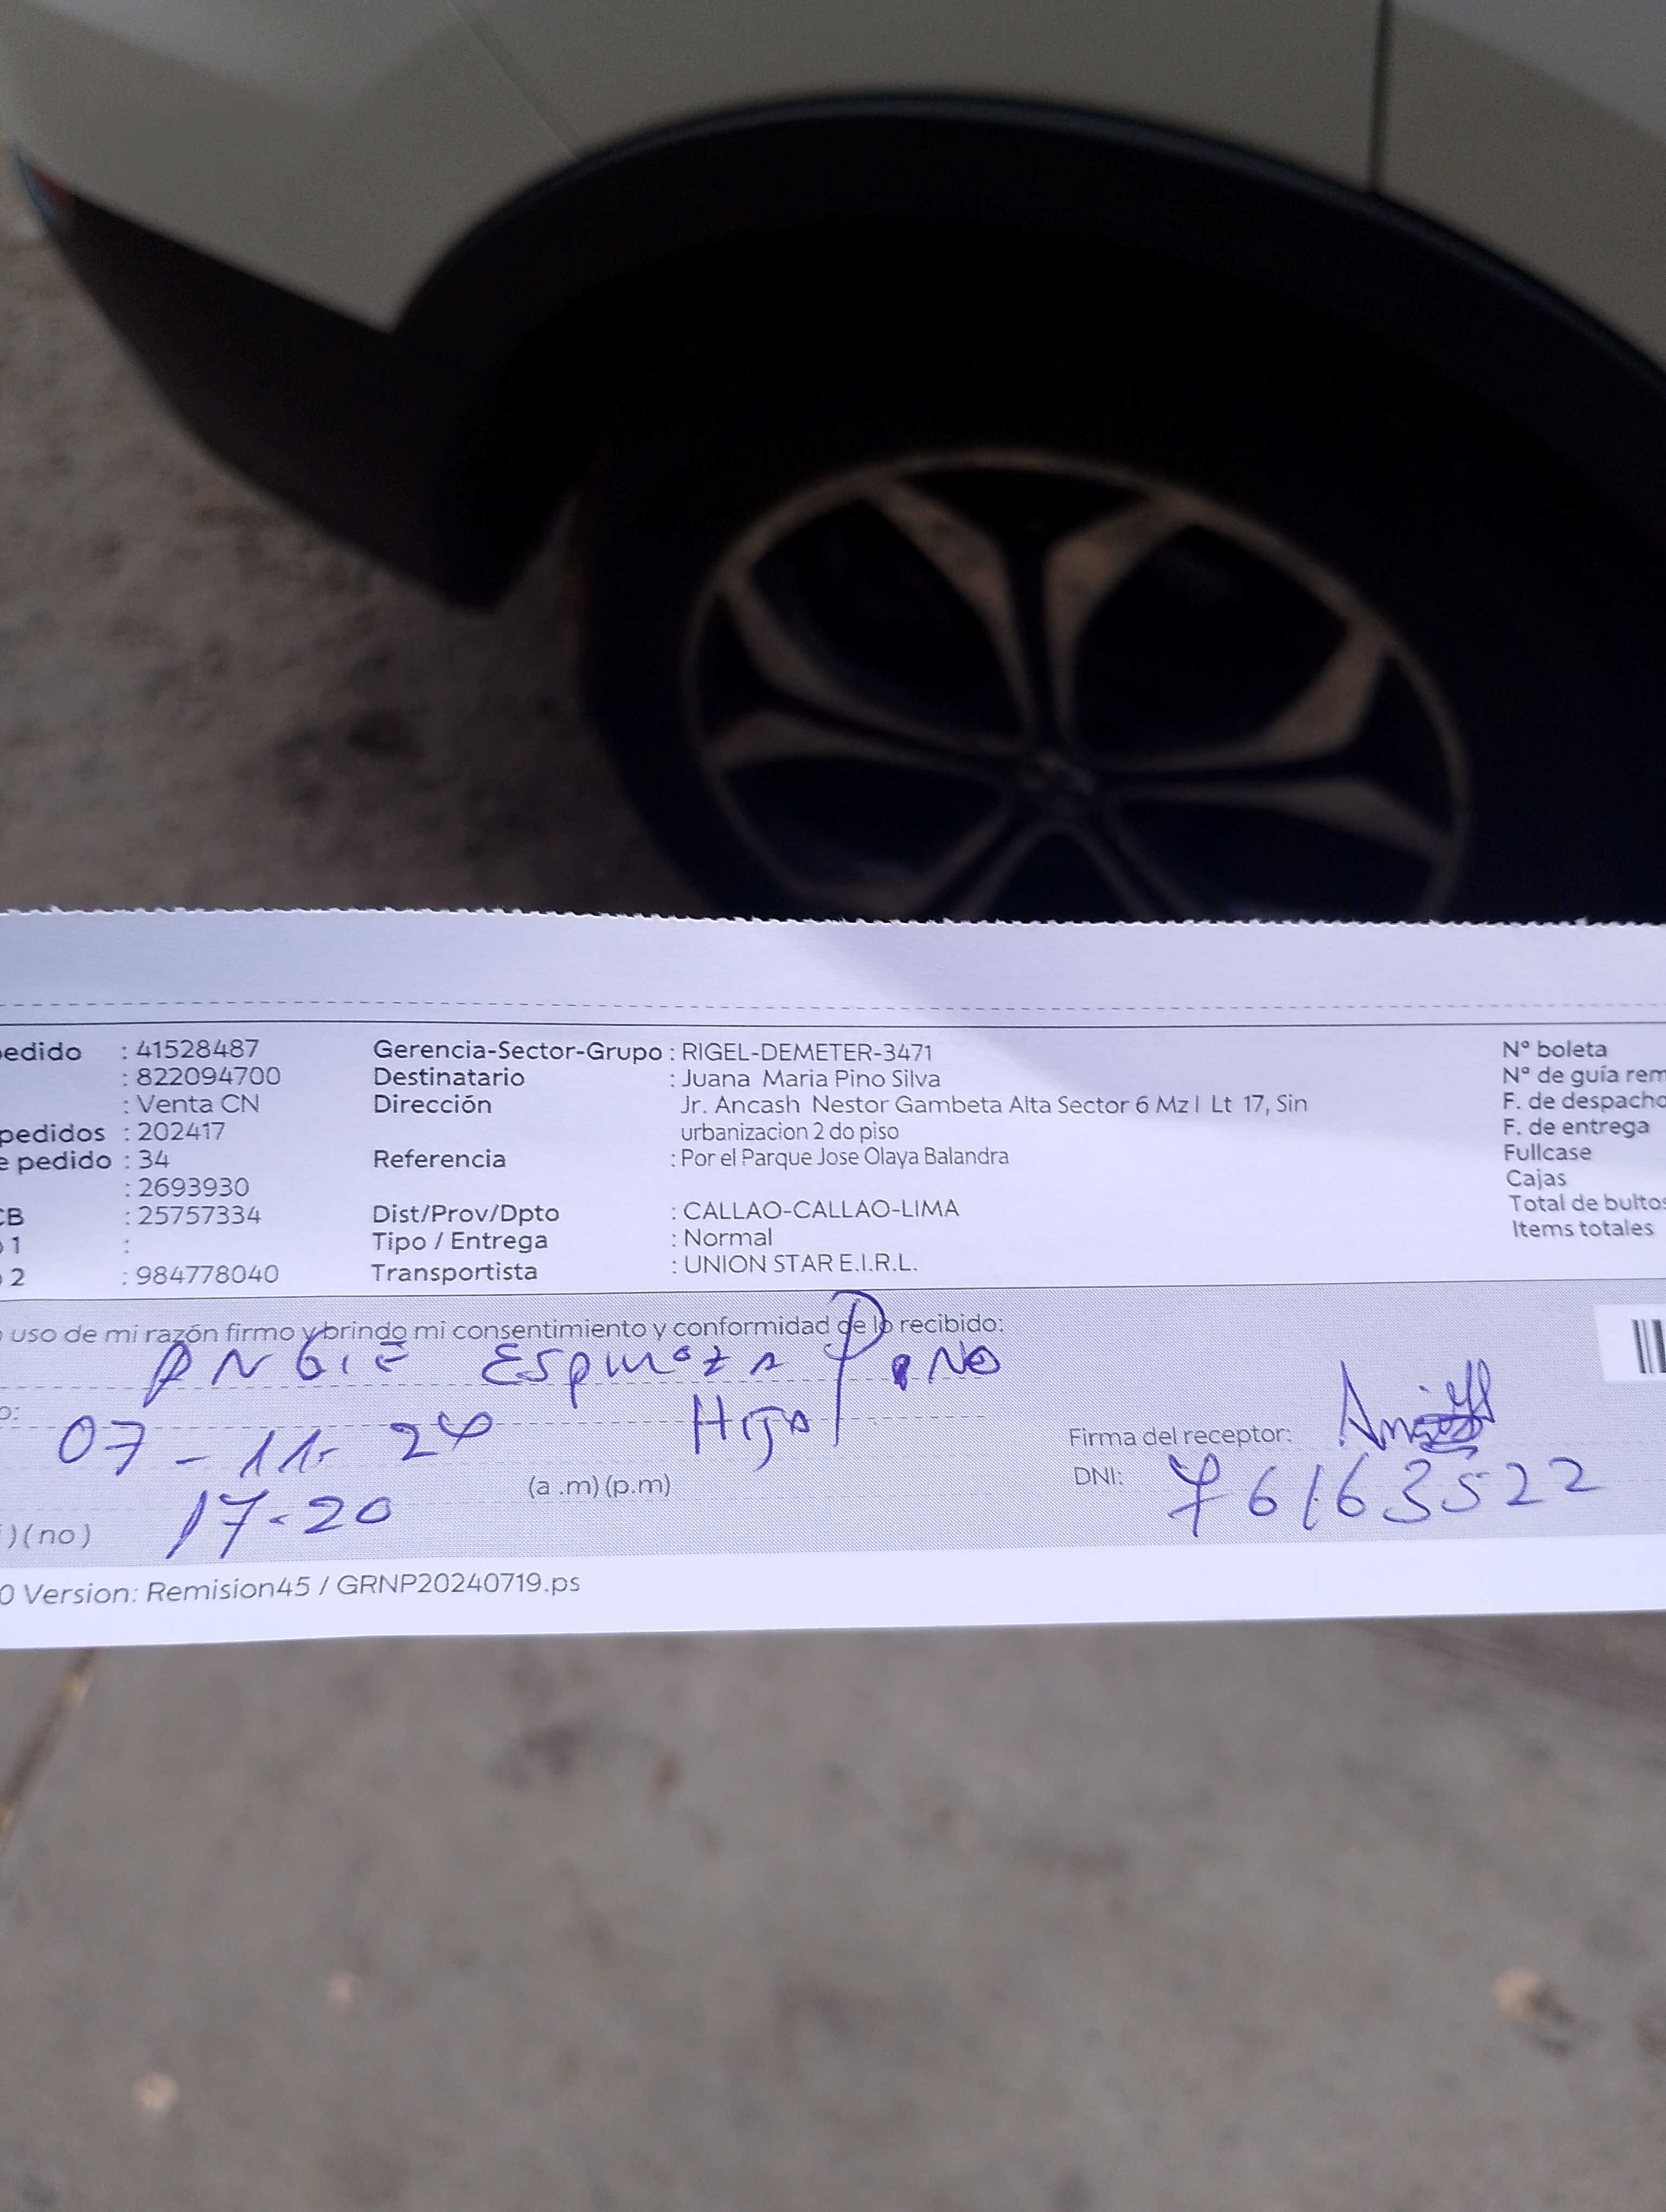 edido : 41528487 Gerencia-Sector-Grupo : RIGEL-DEMETER-3471 Nº boleta
: 822094700 Destinatario : Juana Maria Pino Silva Nº de guía rem
: Venta CN Dirección Jr. Ancash Nestor Gambeta Alta Sector 6 Mz I Lt 17, Sin F. de despacho
pedidos : 202417 urbanizacion 2 do piso F. de entrega
e pedido : 34 Referencia : Por el Parque Jose Olaya Balandra Fullcase
: 2693930 Cajas
CB : 25757334 Dist/Prov/Dpto : CALLAO-CALLAO-LIMA Total de bultos
o 1 : Tipo / Entrega : Normal Items totales
o 2 : 984778040 Transportista : UNION STAR E.I.R.L.
o uso de mi razón firmo y brindo mi consentimiento y conformidad de lo recibido:
ANGIE Espinoza PINO
o: 07-11-24 HIJA Firma del receptor:
17-20 (a.m) (p.m) DNI: 76163522
) (no)
0 Version: Remision45 / GRNP20240719.ps